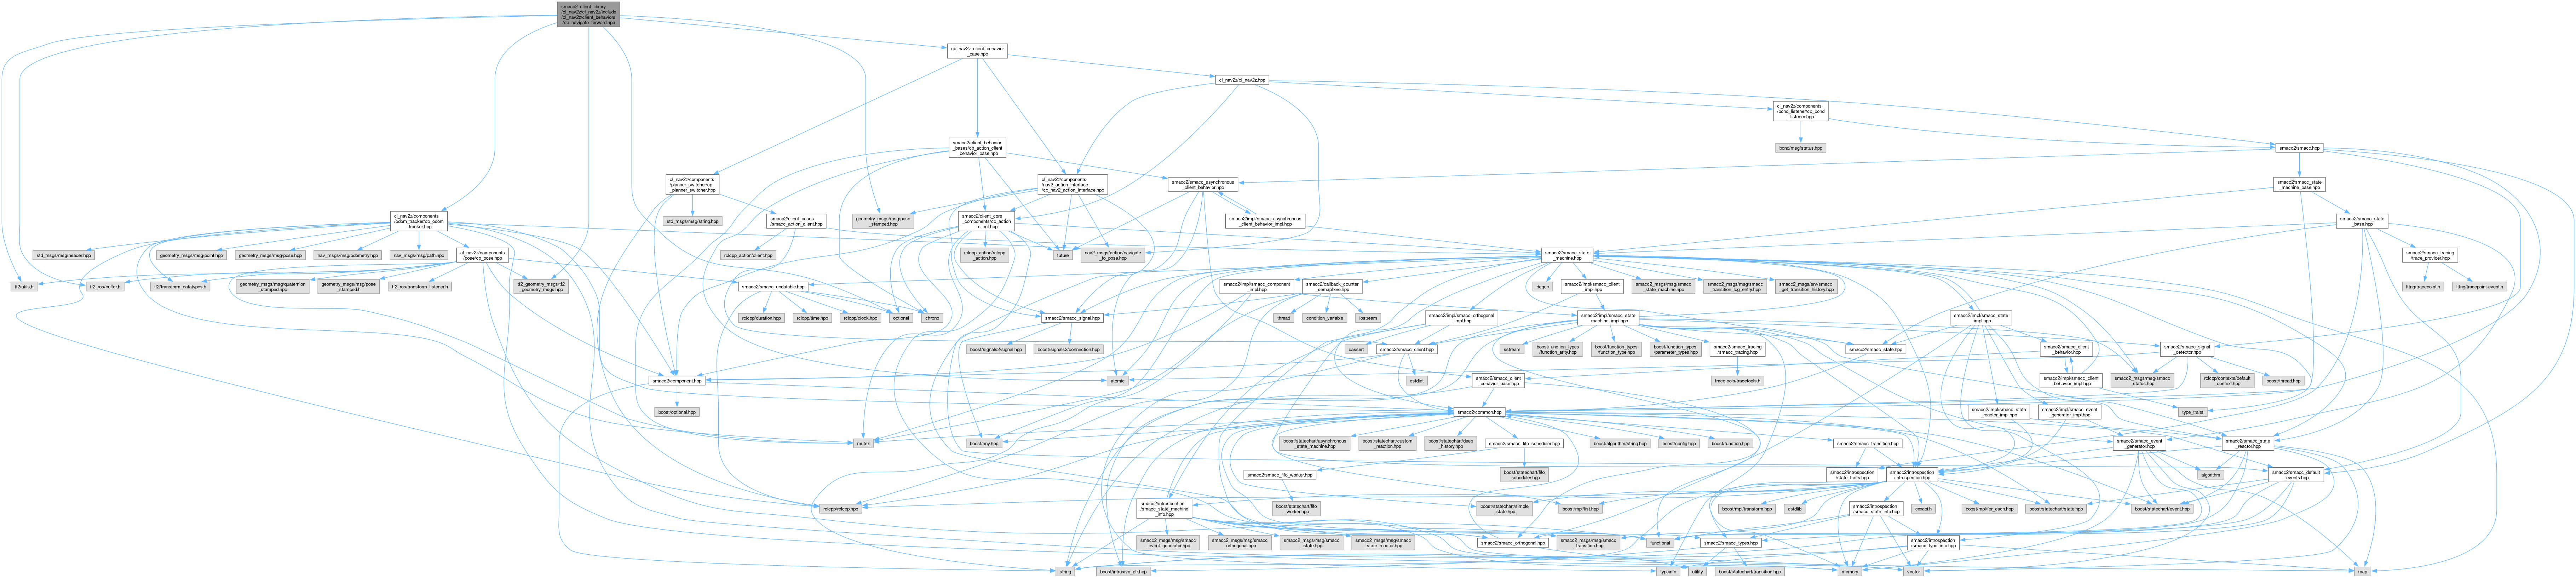 smacc2_client_library
/cl_nav2z/cl_nav2z/include
/cl_nav2z/client_behaviors
/cb_navigate_forward.hpp
cb_nav2z_client_behavior
_base.hpp
cl_nav2z/cl_nav2z.hpp
cl_nav2z/components
/bond_listener/cp_bond
_listener.hpp
bond/msg/status.hpp
smacc2/smacc.hpp
smacc2/client_behavior
_bases/cb_action_client
_behavior_base.hpp
cl_nav2z/components
/planner_switcher/cp
_planner_switcher.hpp
cl_nav2z/components
/nav2_action_interface
/cp_nav2_action_interface.hpp
smacc2/smacc_asynchronous
_client_behavior.hpp
smacc2/smacc_state
_machine_base.hpp
cl_nav2z/components
/odom_tracker/cp_odom
_tracker.hpp
std_msgs/msg/string.hpp
smacc2/client_bases
/smacc_action_client.hpp
geometry_msgs/msg/pose
_stamped.hpp
smacc2/client_core
_components/cp_action
_client.hpp
smacc2/impl/smacc_asynchronous
_client_behavior_impl.hpp
smacc2/smacc_state
_base.hpp
std_msgs/msg/header.hpp
geometry_msgs/msg/point.hpp
geometry_msgs/msg/pose.hpp
nav_msgs/msg/odometry.hpp
nav_msgs/msg/path.hpp
cl_nav2z/components
/pose/cp_pose.hpp
rclcpp_action/client.hpp
rclcpp_action/rclcpp
_action.hpp
future
nav2_msgs/action/navigate
_to_pose.hpp
smacc2/smacc_state
_machine.hpp
smacc2/smacc_tracing
/trace_provider.hpp
tf2/utils.h
tf2_ros/buffer.h
tf2/transform_datatypes.h
geometry_msgs/msg/quaternion
_stamped.hpp
geometry_msgs/msg/pose
_stamped.h
tf2_ros/transform_listener.h
tf2_geometry_msgs/tf2
_geometry_msgs.hpp
smacc2/smacc_updatable.hpp
smacc2/impl/smacc_component
_impl.hpp
smacc2/callback_counter
_semaphore.hpp
deque
smacc2/impl/smacc_client
_impl.hpp
smacc2_msgs/msg/smacc
_state_machine.hpp
smacc2_msgs/msg/smacc
_transition_log_entry.hpp
smacc2_msgs/srv/smacc
_get_transition_history.hpp
lttng/tracepoint.h
lttng/tracepoint-event.h
rclcpp/duration.hpp
rclcpp/time.hpp
rclcpp/clock.hpp
optional
chrono
smacc2/smacc_signal.hpp
thread
condition_variable
iostream
smacc2/impl/smacc_orthogonal
_impl.hpp
smacc2/impl/smacc_state
_machine_impl.hpp
smacc2/impl/smacc_state
_impl.hpp
boost/signals2/signal.hpp
boost/signals2/connection.hpp
cassert
smacc2/smacc_client.hpp
sstream
boost/function_types
/function_arity.hpp
boost/function_types
/function_type.hpp
boost/function_types
/parameter_types.hpp
smacc2/smacc_tracing
/smacc_tracing.hpp
smacc2/smacc_state.hpp
smacc2/smacc_client
_behavior.hpp
smacc2/smacc_signal
_detector.hpp
smacc2/component.hpp
atomic
cstdint
smacc2/smacc_client
_behavior_base.hpp
tracetools/tracetools.h
smacc2/impl/smacc_client
_behavior_impl.hpp
smacc2_msgs/msg/smacc
_status.hpp
rclcpp/contexts/default
_context.hpp
boost/thread.hpp
boost/optional.hpp
smacc2/common.hpp
smacc2/impl/smacc_state
_reactor_impl.hpp
smacc2/impl/smacc_event
_generator_impl.hpp
type_traits
mutex
boost/any.hpp
boost/statechart/asynchronous
_state_machine.hpp
boost/statechart/custom
_reaction.hpp
boost/statechart/deep
_history.hpp
smacc2/smacc_fifo_scheduler.hpp
boost/algorithm/string.hpp
boost/config.hpp
boost/function.hpp
smacc2/smacc_transition.hpp
smacc2/smacc_event
_generator.hpp
smacc2/smacc_state
_reactor.hpp
smacc2/smacc_fifo_worker.hpp
boost/statechart/fifo
_scheduler.hpp
smacc2/introspection
/state_traits.hpp
smacc2/introspection
/introspection.hpp
algorithm
smacc2/smacc_default
_events.hpp
rclcpp/rclcpp.hpp
smacc2/introspection
/smacc_state_machine
_info.hpp
boost/statechart/fifo
_worker.hpp
boost/statechart/simple
_state.hpp
boost/mpl/list.hpp
boost/mpl/transform.hpp
cstdlib
smacc2/introspection
/smacc_state_info.hpp
cxxabi.h
boost/mpl/for_each.hpp
boost/statechart/state.hpp
boost/statechart/event.hpp
smacc2_msgs/msg/smacc
_event_generator.hpp
smacc2_msgs/msg/smacc
_orthogonal.hpp
smacc2_msgs/msg/smacc
_state.hpp
smacc2_msgs/msg/smacc
_state_reactor.hpp
smacc2/smacc_orthogonal.hpp
smacc2_msgs/msg/smacc
_transition.hpp
functional
smacc2/smacc_types.hpp
smacc2/introspection
/smacc_type_info.hpp
string
boost/intrusive_ptr.hpp
typeinfo
utility
boost/statechart/transition.hpp
memory
vector
map